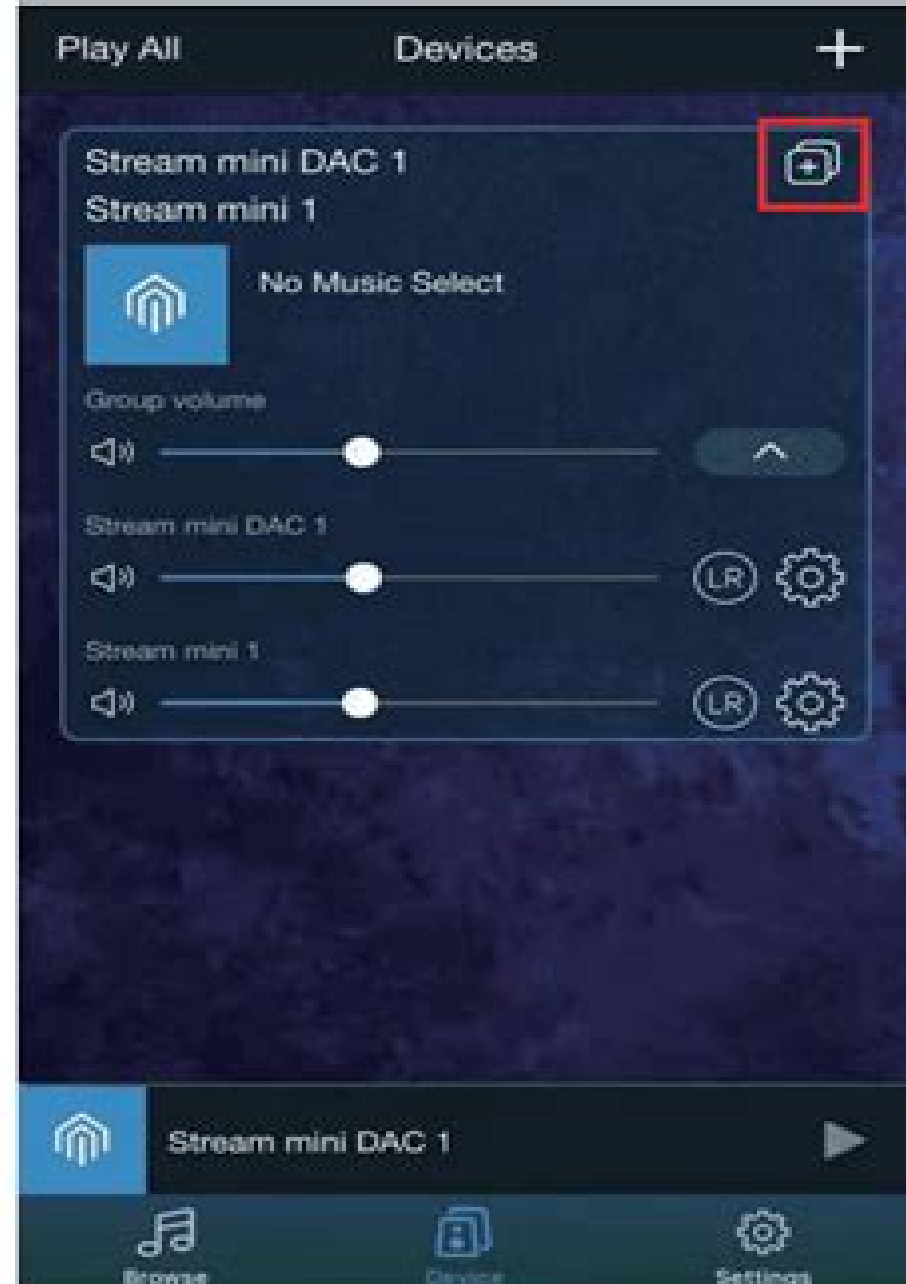 Play All Devices
Stream mini DAC 1
Stream mini 1
No Music Select
Group volume
Stream mini DAC 1
LR
Stream mini 1
LR
Stream mini DAC 1
Browse Device Settings